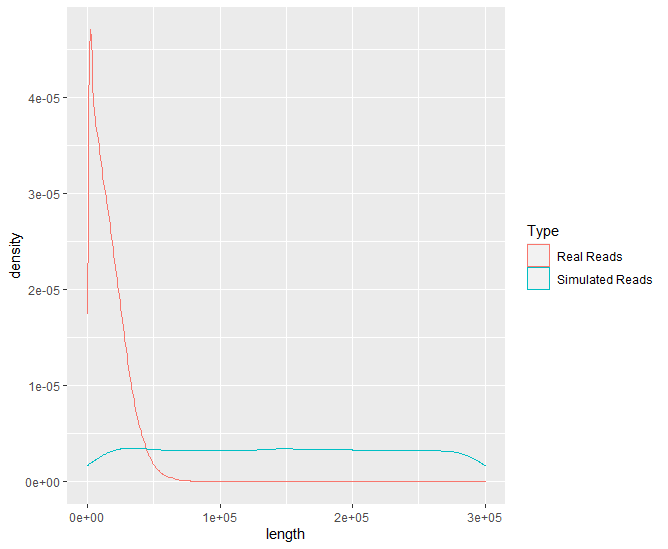 4e-05
3e-05
2e-05
1e-05
0e+00
density
0e+00 1e+05 2e+05 3e+05
length
Type
Real Reads
Simulated Reads